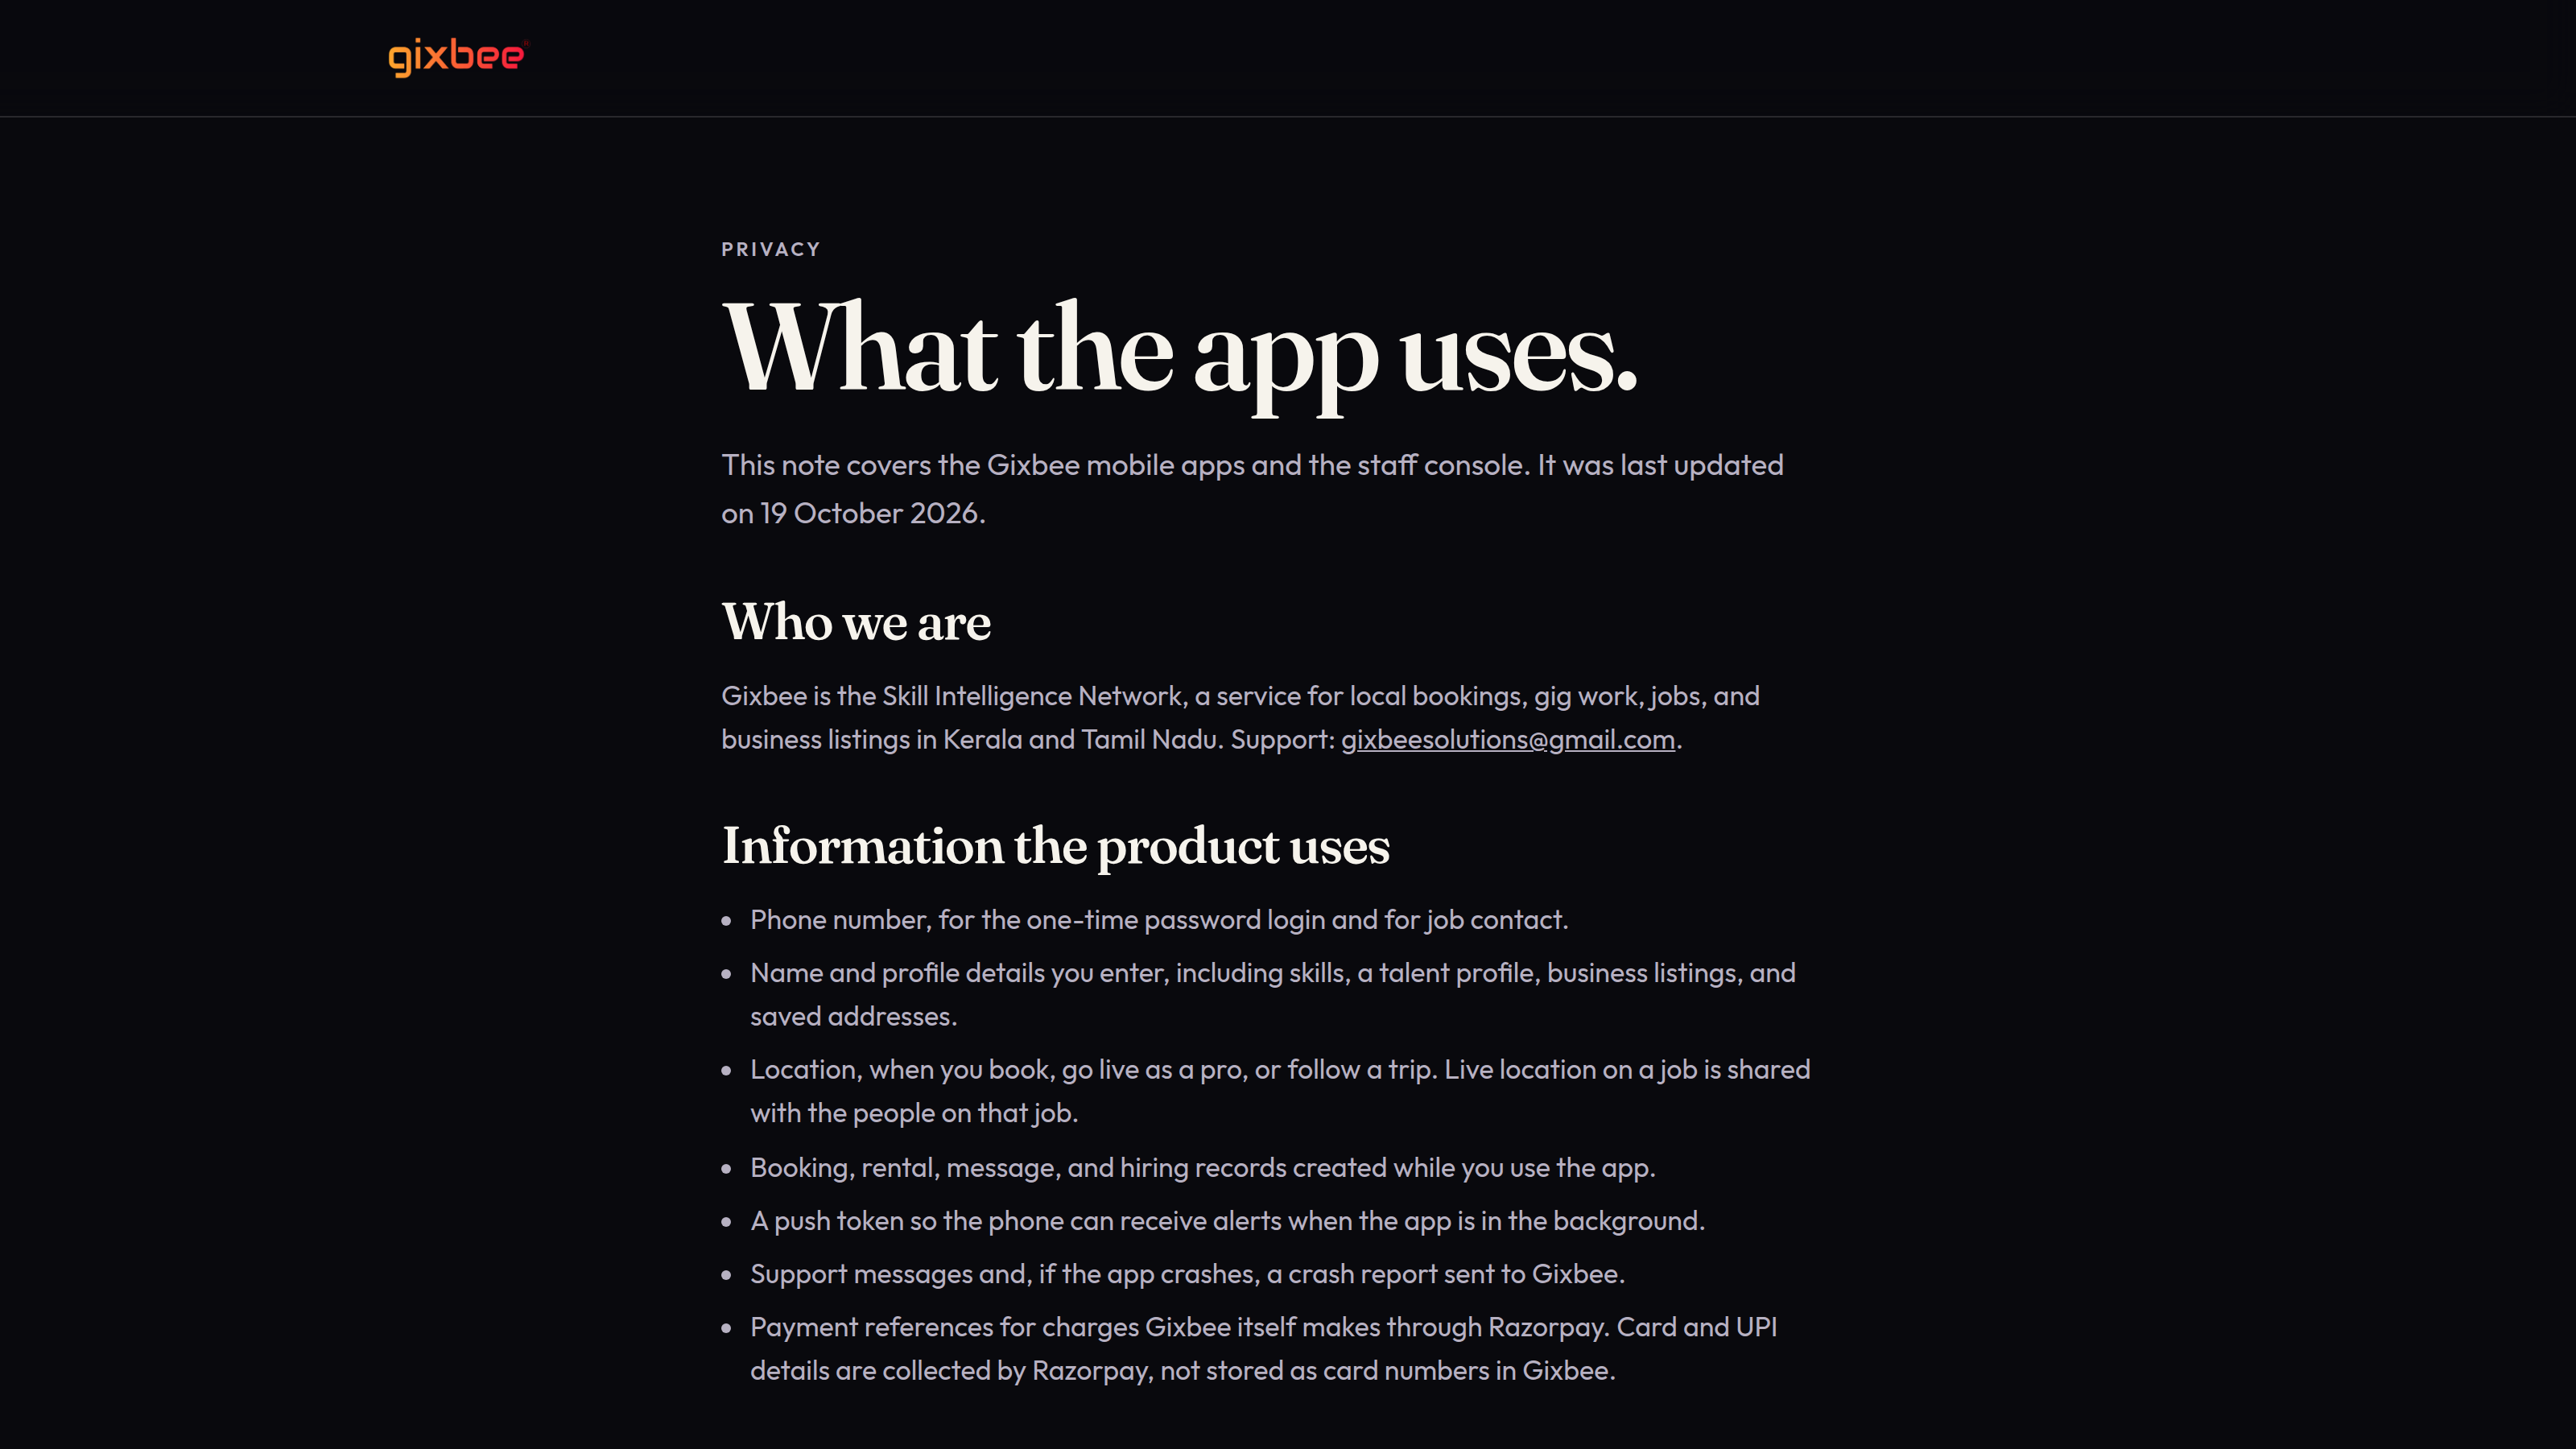 gixbee
PRIVACY
What the app uses.
This note covers the Gixbee mobile apps and the staff console. It was last updated
on 19 October 2026.
Who we are
Gixbee is the Skill Intelligence Network, a service for local bookings, gig work, jobs, and
business listings in Kerala and Tamil Nadu. Support: gixbeesolutions@gmail.com.
Information the product uses
• Phone number, for the one-time password login and for job contact.
• Name and profile details you enter, including skills, a talent profile, business listings, and
saved addresses.
• Location, when you book, go live as a pro, or follow a trip. Live location on a job is shared
with the people on that job.
• Booking, rental, message, and hiring records created while you use the app.
• A push token so the phone can receive alerts when the app is in the background.
• Support messages and, if the app crashes, a crash report sent to Gixbee.
• Payment references for charges Gixbee itself makes through Razorpay. Card and UPI
details are collected by Razorpay, not stored as card numbers in Gixbee.